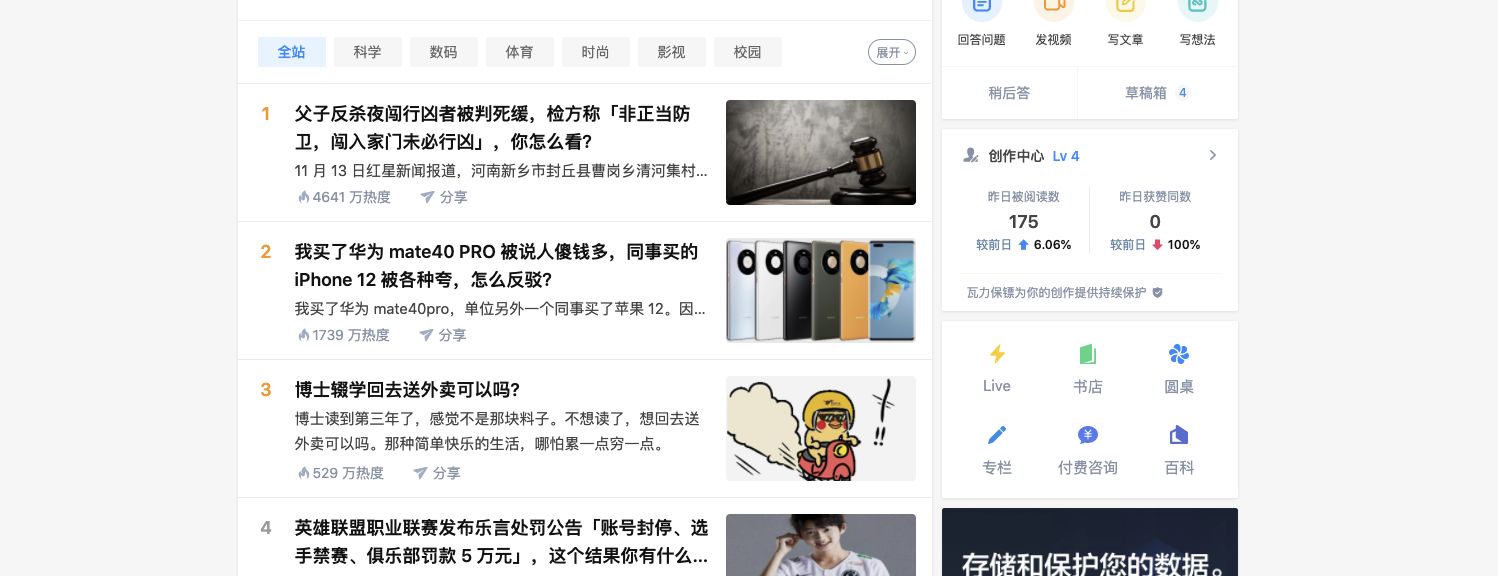 全站 科学 数码 体育 时尚 影视 校园 展开
1 父子反杀夜闯行凶者被判死缓，检方称「非正当防
卫，闯入家门未必行凶」，你怎么看?
11 月 13 日红星新闻报道，河南新乡市封丘县曹岗乡清河集村...
4641 万热度 分享
2 我买了华为 mate40 PRO 被说人傻钱多，同事买的
iPhone 12 被各种夸，怎么反驳?
我买了华为 mate40pro，单位另外一个同事买了苹果 12。因...
1739 万热度 分享
3 博士辍学回去送外卖可以吗?
博士读到第三年了，感觉不是那块料子。不想读了，想回去送
外卖可以吗。那种简单快乐的生活，哪怕累一点穷一点。
529 万热度 分享
4 英雄联盟职业联赛发布乐言处罚公告「账号封停、选
手禁赛、俱乐部罚款 5 万元」，这个结果你有什么...
回答问题 发视频 写文章 写想法
稍后答 草稿箱 4
创作中心 Lv 4
昨日被阅读数 昨日获赞同数
175 0
较前日 6.06% 较前日 100%
瓦力保镖为你的创作提供持续保护
Live 书店 圆桌
专栏 付费咨询 百科
存储和保护您的数据。